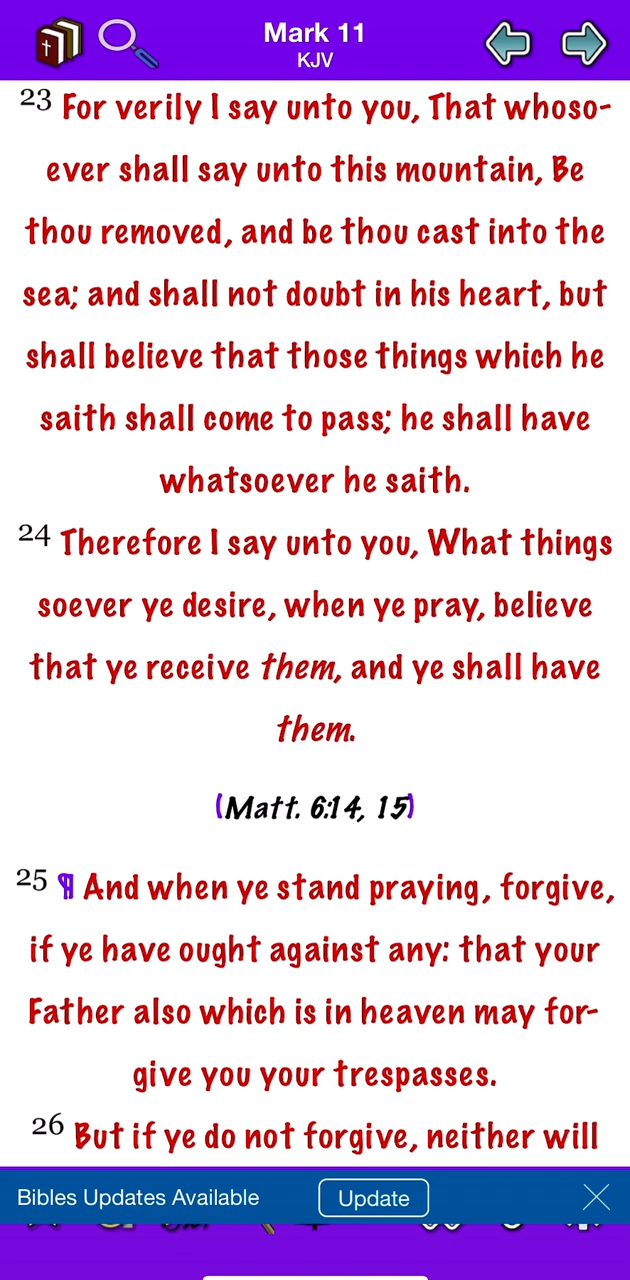 Mark 11
KJV
23 For verily I say unto you, That whoso-
ever shall say unto this mountain, Be
thou removed, and be thou cast into the
sea; and shall not doubt in his heart, but
shall believe that those things which he
saith shall come to pass; he shall have
whatsoever he saith.
24 Therefore I say unto you, What things
soever ye desire, when ye pray, believe
that ye receive them, and ye shall have
them.
(Matt. 6:14, 15)
25 ¶ And when ye stand praying, forgive,
if ye have ought against any: that your
Father also which is in heaven may for-
give you your trespasses.
26 But if ye do not forgive, neither will
Bibles Updates Available
Update